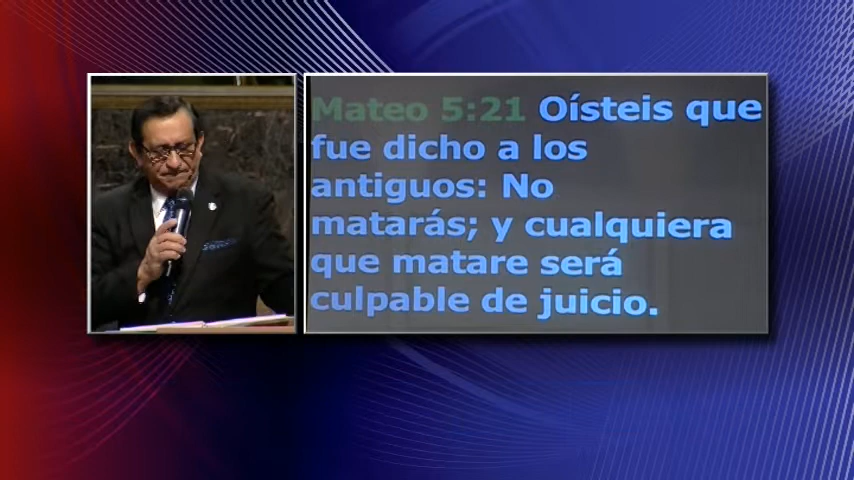 Mateo 5:21 Oísteis que
fue dicho a los
antiguos: No
matarás; y cualquiera
que matare será
culpable de juicio.